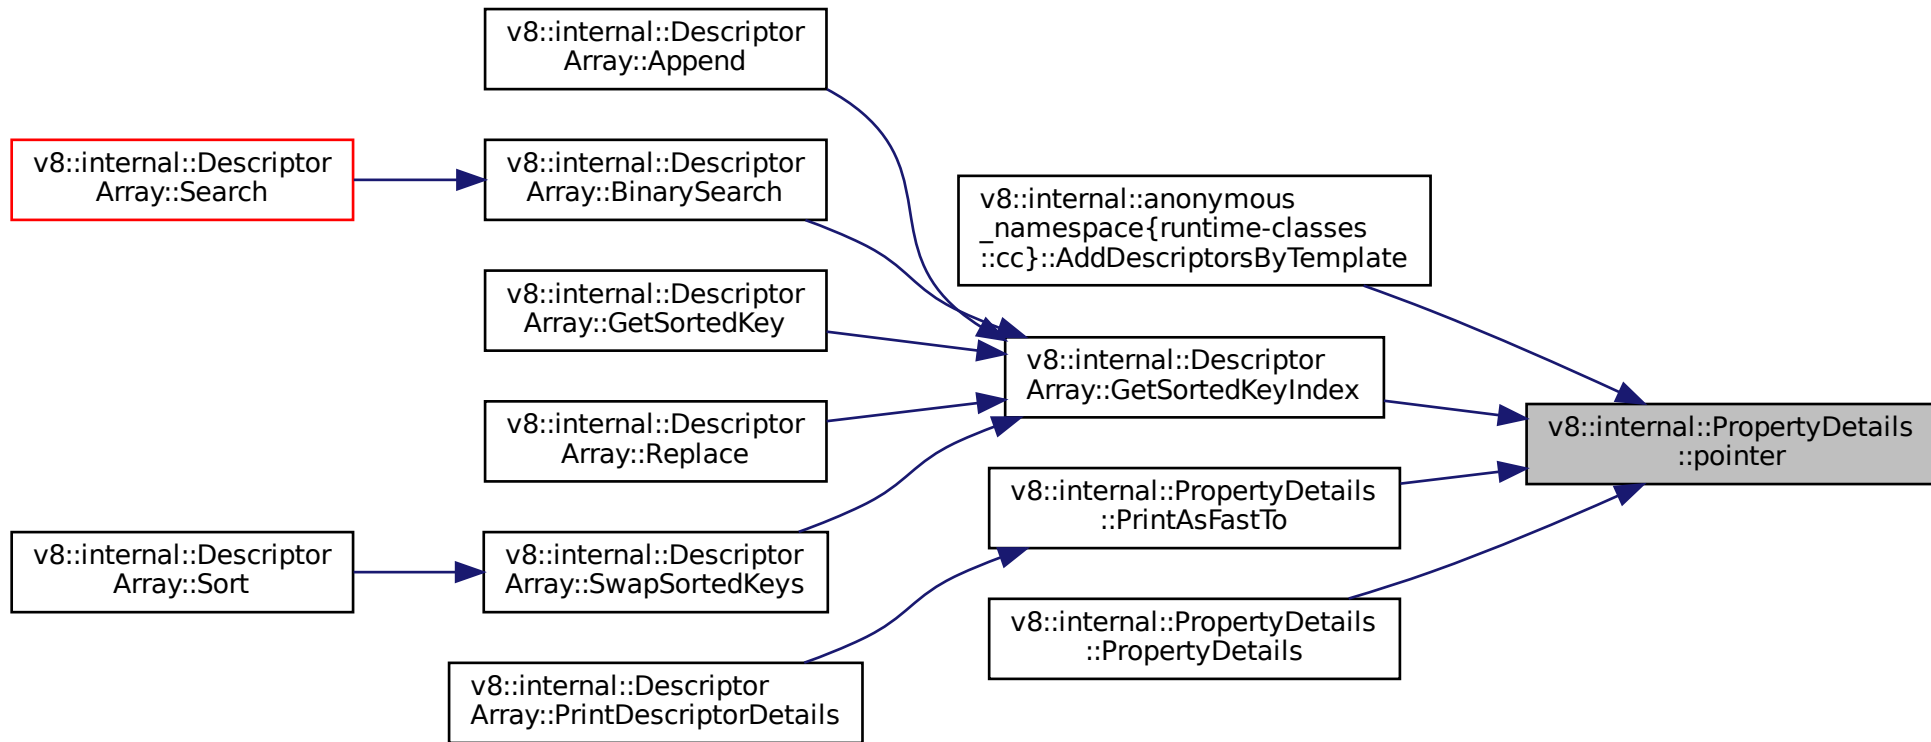 v8::internal::Descriptor
Array::Append
v8::internal::Descriptor
Array::Search
v8::internal::Descriptor
Array::BinarySearch
v8::internal::anonymous
_namespace{runtime-classes
::cc}::AddDescriptorsByTemplate
v8::internal::Descriptor
Array::GetSortedKey
v8::internal::Descriptor
Array::GetSortedKeyIndex
v8::internal::Descriptor
Array::Replace
v8::internal::PropertyDetails
::pointer
v8::internal::PropertyDetails
::PrintAsFastTo
v8::internal::Descriptor
Array::Sort
v8::internal::Descriptor
Array::SwapSortedKeys
v8::internal::PropertyDetails
::PropertyDetails
v8::internal::Descriptor
Array::PrintDescriptorDetails